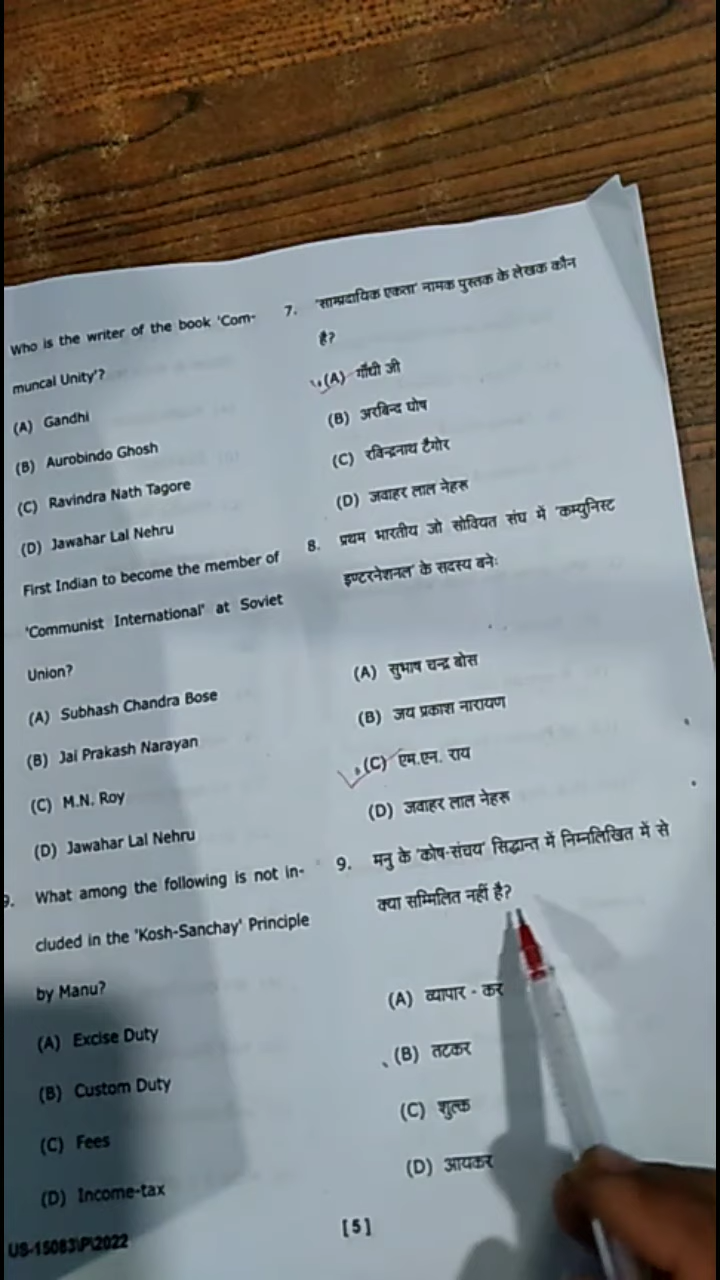 Who is the writer of the book 'Com-
muncal Unity'?
(A) Gandhi
(B) Aurobindo Ghosh
(C) Ravindra Nath Tagore
(D) Jawahar Lal Nehru
First Indian to become the member of
'Communist International' at Soviet
Union?
(A) Subhash Chandra Bose
(B) Jai Prakash Narayan
(C) M.N. Roy
(D) Jawahar Lal Nehru
9. What among the following is not in-
cluded in the 'Kosh-Sanchay' Principle
by Manu?
(A) Excise Duty
(B) Custom Duty
(C) Fees
(D) Income-tax
7. 'साम्प्रदायिक एकता' नामक पुस्तक के लेखक कौन
है?
(A) गाँधी जी
(B) अरबिन्द घोष
(C) रविन्द्रनाथ टैगोर
(D) जवाहर लाल नेहरू
8. प्रथम भारतीय जो सोवियत संघ में 'कम्युनिस्ट
इण्टरनेशनल' के सदस्य बनेः
(A) सुभाष चन्द्र बोस
(B) जय प्रकाश नारायण
(C) एम.एन. राय
(D) जवाहर लाल नेहरू
9. मनु के 'कोष-संचय' सिद्धान्त में निम्नलिखित में से
क्या सम्मिलित नहीं है?
(A) व्यापार - कर
(B) तटकर
(C) शुल्क
(D) आयकर
US-15083\P\2022
[5]